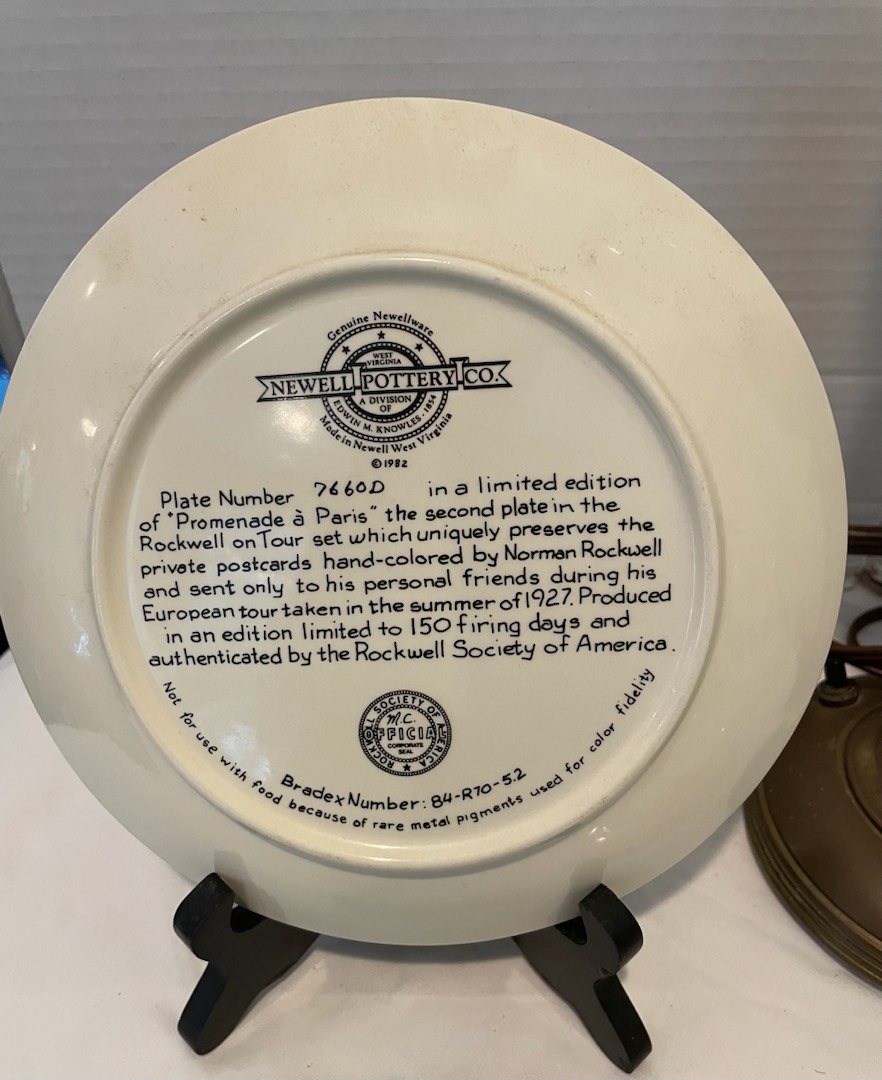 Genuine Newellware
WEST
VIRGINIA
NEWELL POTTERY CO.
A DIVISION
OF
EDWIN M. KNOWLES · 1854
Made in Newell West Virginia
©1982
Plate Number 7660D in a limited edition
of "Promenade à Paris" the second plate in the
Rockwell on Tour set which uniquely preserves the
private postcards hand-colored by Norman Rockwell
and sent only to his personal friends during his
European tour taken in the summer of 1927. Produced
in an edition limited to 150 firing days and
authenticated by the Rockwell Society of America.
ROCKWELL SOCIETY OF AMERICA
M.C.
OFFICIAL
CORPORATE
SEAL
Bradex Number: 84-R70-5.2
Not for use with food because of rare metal pigments used for color fidelity